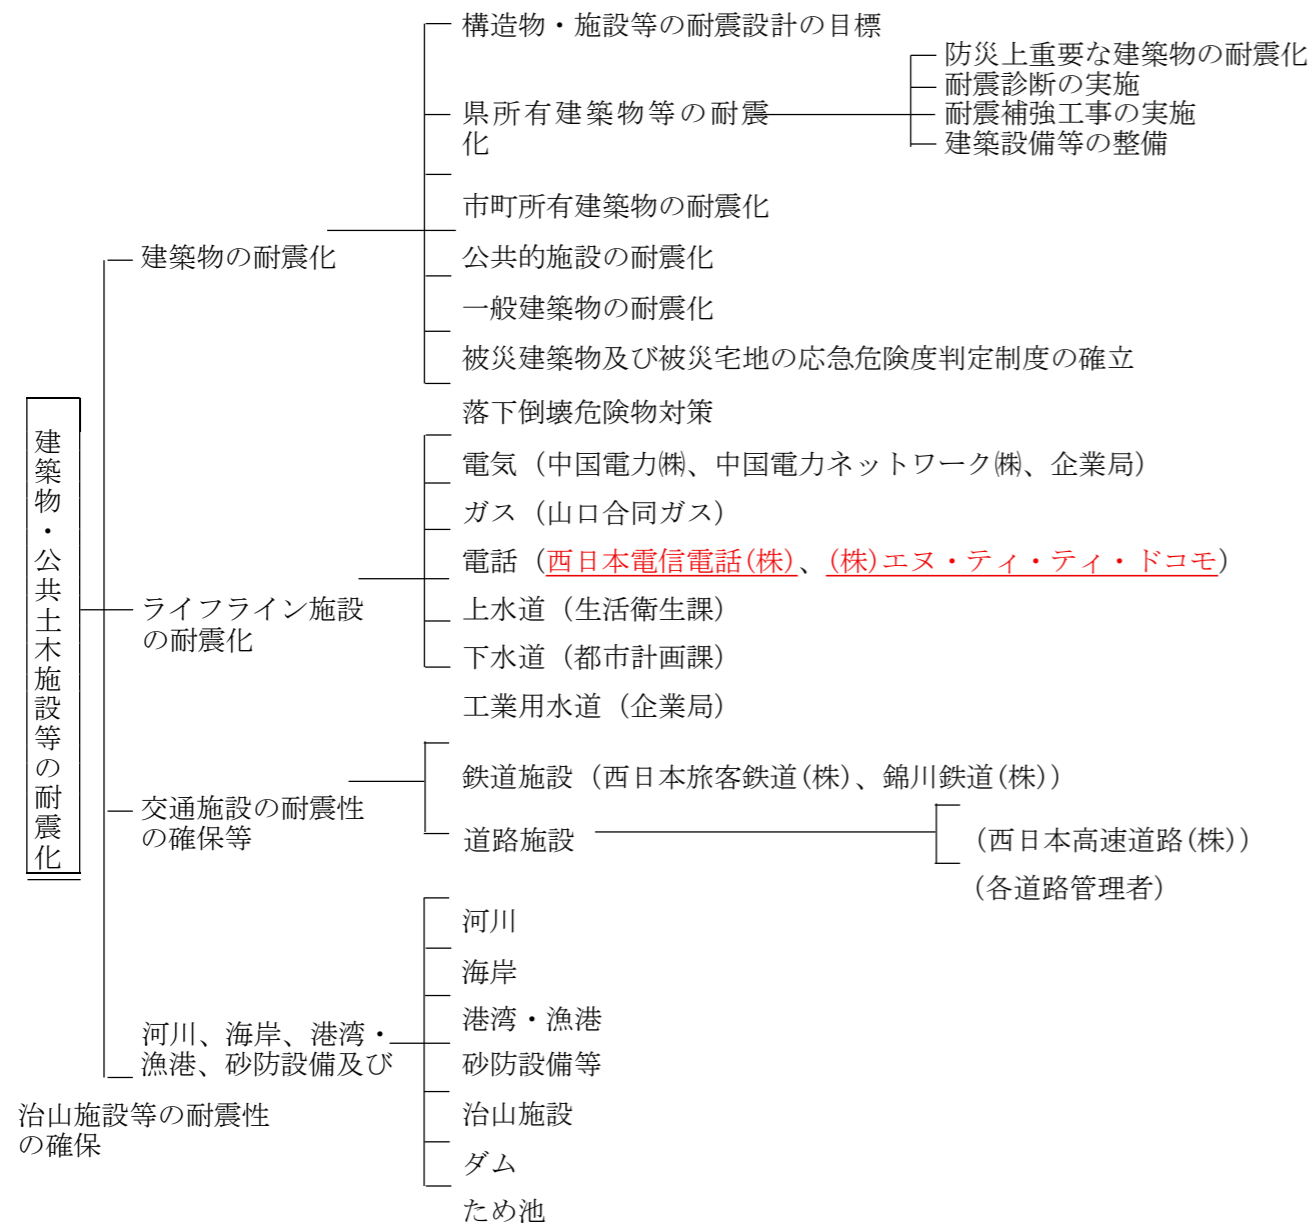 建築物・公共土木施設等の耐震化
建築物の耐震化
構造物・施設等の耐震設計の目標
県所有建築物等の耐震
化
防災上重要な建築物の耐震化
耐震診断の実施
耐震補強工事の実施
建築設備等の整備
市町所有建築物の耐震化
公共的施設の耐震化
一般建築物の耐震化
被災建築物及び被災宅地の応急危険度判定制度の確立
落下倒壊危険物対策
ライフライン施設
の耐震化
電気（中国電力㈱、中国電力ネットワーク㈱、企業局）
ガス（山口合同ガス）
電話（西日本電信電話(株)、(株)エヌ・ティ・ティ・ドコモ）
上水道（生活衛生課）
下水道（都市計画課）
工業用水道（企業局）
交通施設の耐震性
の確保等
鉄道施設（西日本旅客鉄道(株)、錦川鉄道(株)）
道路施設
（西日本高速道路(株)）
（各道路管理者）
河川、海岸、港湾・
漁港、砂防設備及び
治山施設等の耐震性
の確保
河川
海岸
港湾・漁港
砂防設備等
治山施設
ダム
ため池